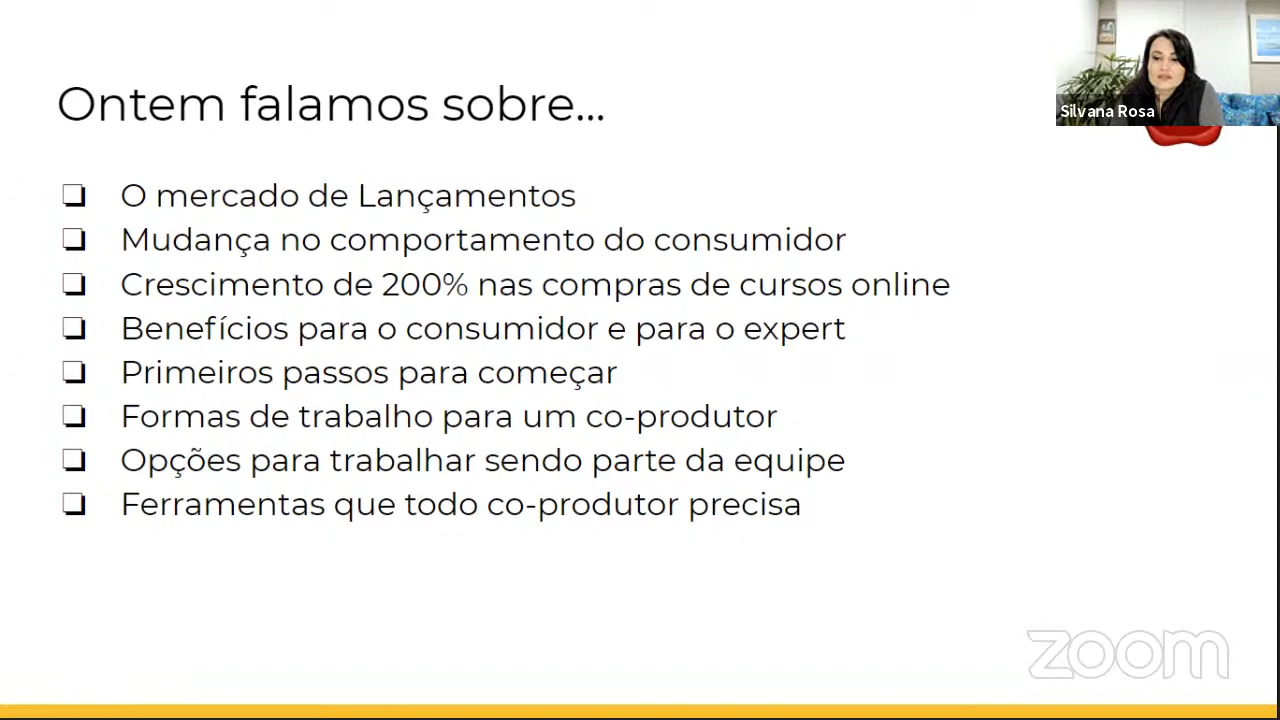 Ontem falamos sobre...
Silvana Rosa
❏ O mercado de Lançamentos
❏ Mudança no comportamento do consumidor
❏ Crescimento de 200% nas compras de cursos online
❏ Benefícios para o consumidor e para o expert
❏ Primeiros passos para começar
❏ Formas de trabalho para um co-produtor
❏ Opções para trabalhar sendo parte da equipe
❏ Ferramentas que todo co-produtor precisa
zoom